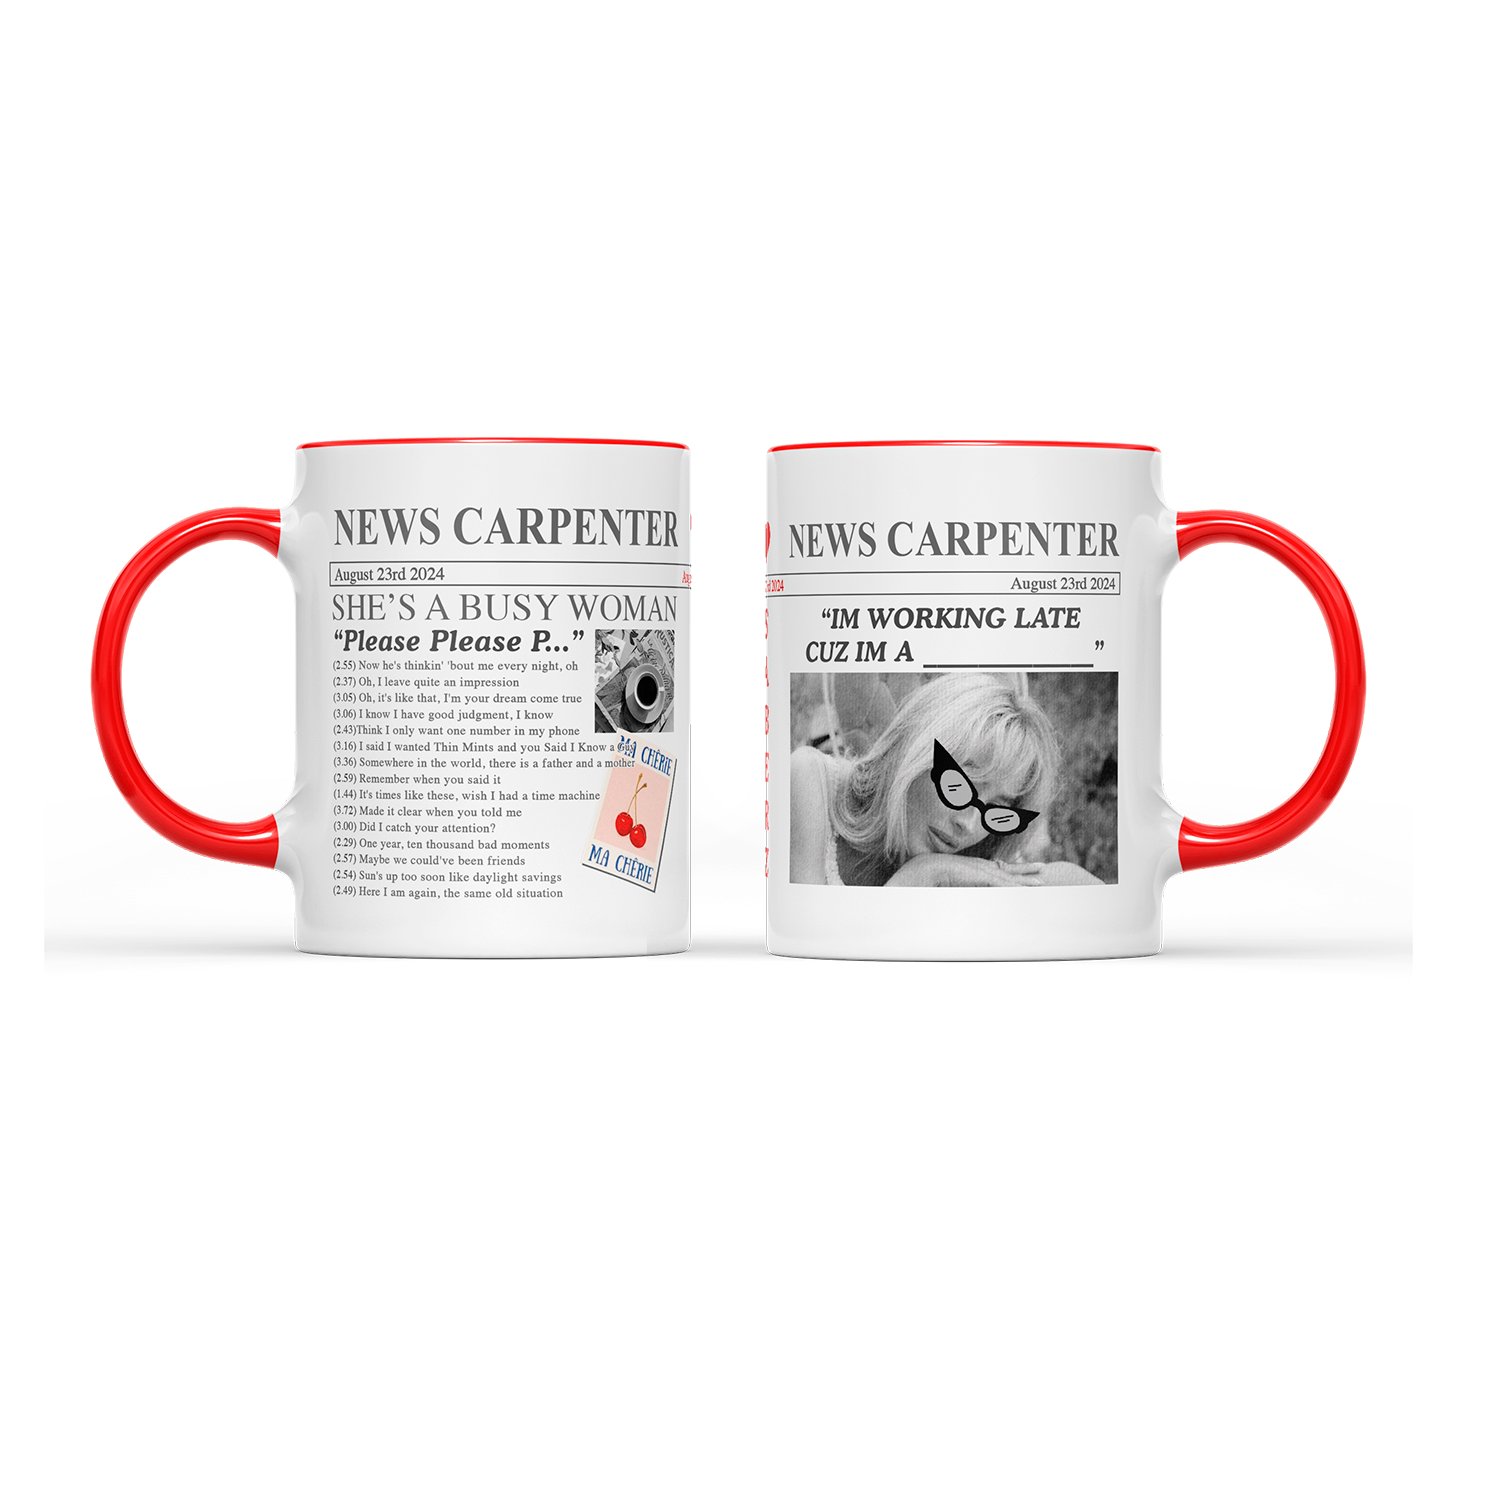 NEWS CARPENTER
August 23rd 2024
SHE'S A BUSY WOMAN
“Please Please P...”
(2.55) Now he's thinkin' 'bout me every night, oh
(2.37) Oh, I leave quite an impression
(3.05) Oh, it's like that, I'm your dream come true
(3.06) I know I have good judgment, I know
(2.43)Think I only want one number in my phone
(3.16) I said I wanted Thin Mints and you Said I Know a Guy
(3.36) Somewhere in the world, there is a father and a mother
(2.59) Remember when you said it
(1.44) It's times like these, wish I had a time machine
(3.72) Made it clear when you told me
(3.00) Did I catch your attention?
(2.29) One year, ten thousand bad moments
(2.57) Maybe we could've been friends
(2.54) Sun's up too soon like daylight savings
(2.49) Here I am again, the same old situation
MA CHÊRIE
MA CHÊRIE
NEWS CARPENTER
2024
August 23rd 2024
“IM WORKING LATE
CUZ IM A ____________”